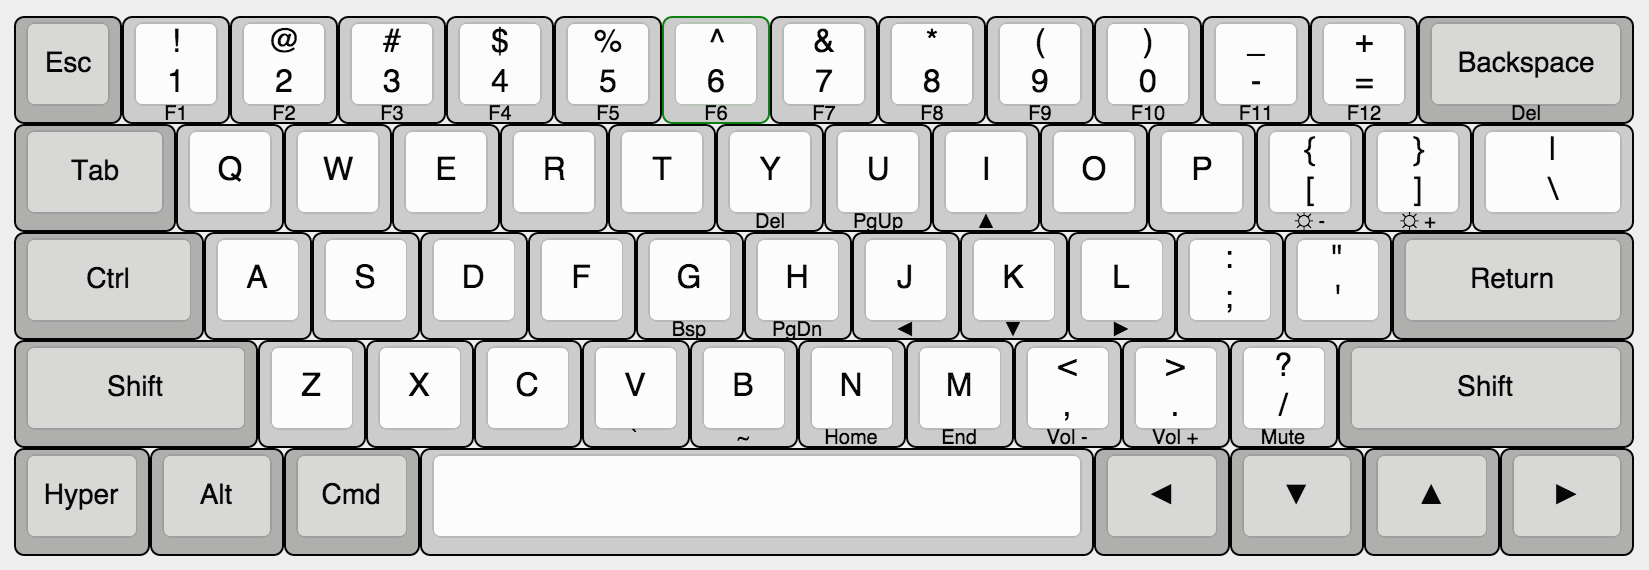 Esc ! @ # $ % ^ & * ( ) _ + Backspace
1 2 3 4 5 6 7 8 9 0 - =
F1 F2 F3 F4 F5 F6 F7 F8 F9 F10 F11 F12 Del
Tab Q W E R T Y U I O P { } |
[ ] \
Del PgUp ▲ ☼ - ☼ +
Ctrl A S D F G H J K L : " Return
; '
Bsp PgDn ◀ ▼ ▶
Shift Z X C V B N M < > ? Shift
, . /
` ~ Home End Vol - Vol + Mute
Hyper Alt Cmd ◀ ▼ ▲ ▶